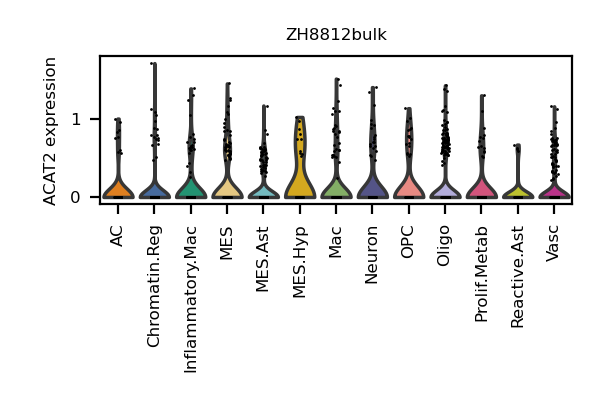 ZH8812bulk
ACAT2 expression
1
0
AC
Chromatin.Reg
Inflammatory.Mac
MES
MES.Ast
MES.Hyp
Mac
Neuron
OPC
Oligo
Prolif.Metab
Reactive.Ast
Vasc